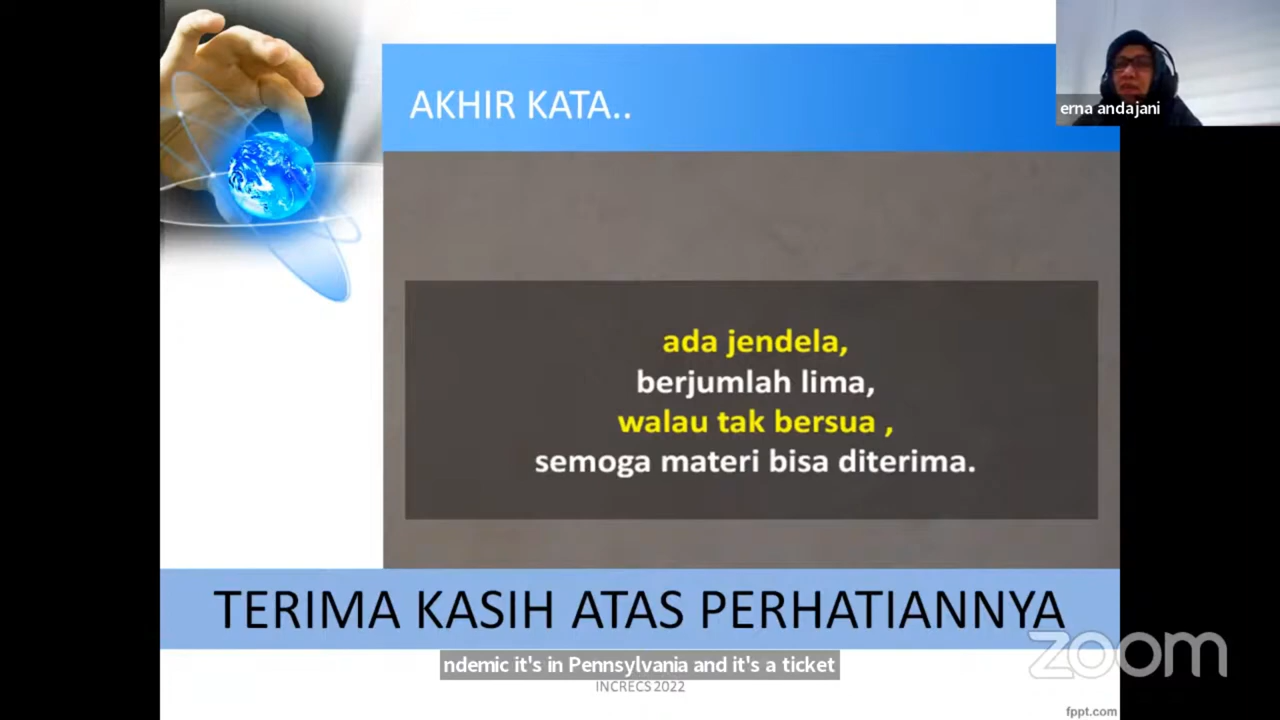 AKHIR KATA..
erna andajani
ada jendela,
berjumlah lima,
walau tak bersua ,
semoga materi bisa diterima.
TERIMA KASIH ATAS PERHATIANNYA
zoom
ndemic it's in Pennsylvania and it's a ticket
INCRECS 2022
fppt.com